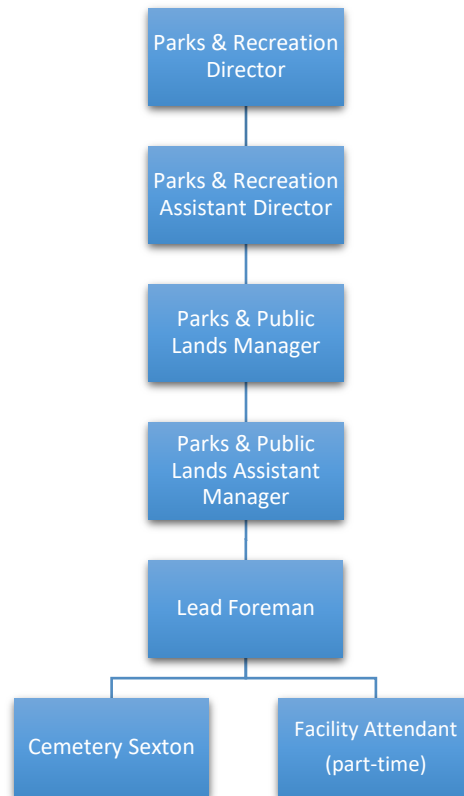 Parks & Recreation
Director
Parks & Recreation
Assistant Director
Parks & Public
Lands Manager
Parks & Public
Lands Assistant
Manager
Lead Foreman
Cemetery Sexton
Facility Attendant
(part-time)